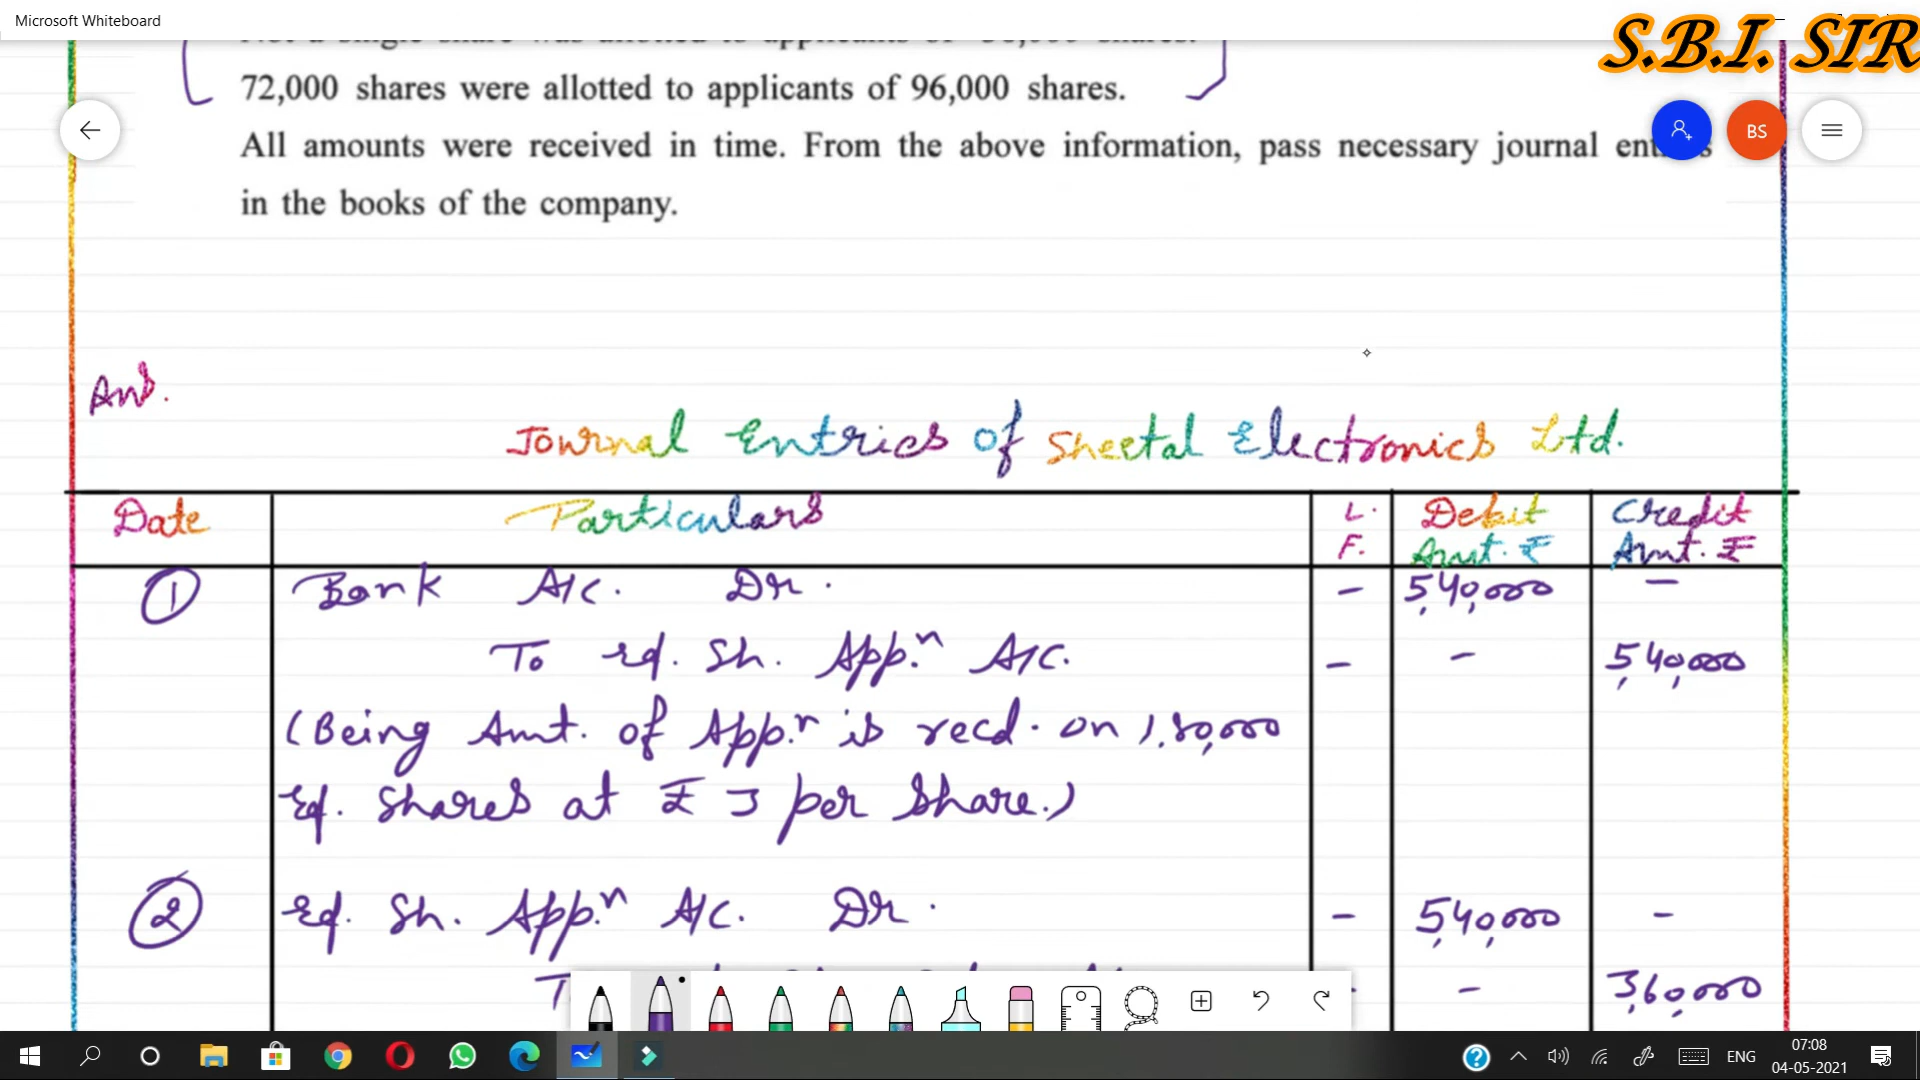 Microsoft Whiteboard
S.B.I. SIR
72,000 shares were allotted to applicants of 96,000 shares.
BS
All amounts were received in time. From the above information, pass necessary journal
in the books of the company.
Ans.
Journal Entries of Sheetal Electronics Ltd.
Date Particulars L.F. Debit Amt. ₹ Credit Amt. ₹
① Bank A/c. Dr. - 5,40,000 -
To Eq. Sh. App.ⁿ A/c. - - 5,40,000
(Being Amt. of App.ⁿ is recd. on 1,80,000
Eq. Shares at ₹ 3 per Share.)
② Eq. Sh. App.ⁿ A/c. Dr. - 5,40,000 -
- 3,60,000
ENG
07:08
04-05-2021